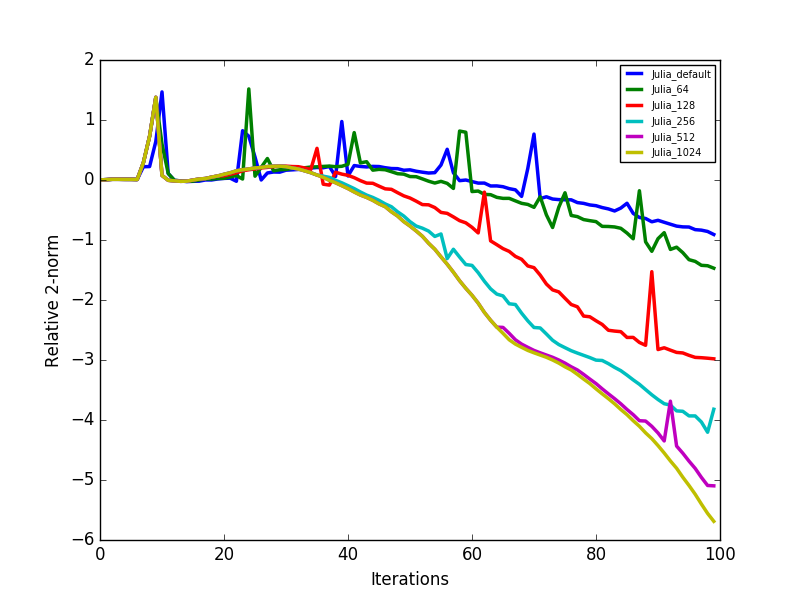 2
1
0
−1
−2
−3
−4
−5
−6
Relative 2-norm
0 20 40 60 80 100
Iterations
Julia_default
Julia_64
Julia_128
Julia_256
Julia_512
Julia_1024